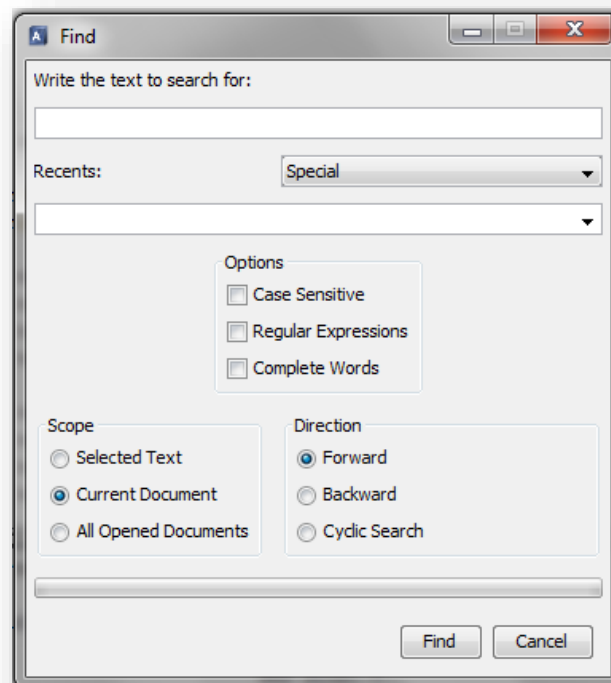 Find
Write the text to search for:
Recents:
Special
Options
Case Sensitive
Regular Expressions
Complete Words
Scope
Selected Text
Current Document
All Opened Documents
Direction
Forward
Backward
Cyclic Search
Find
Cancel